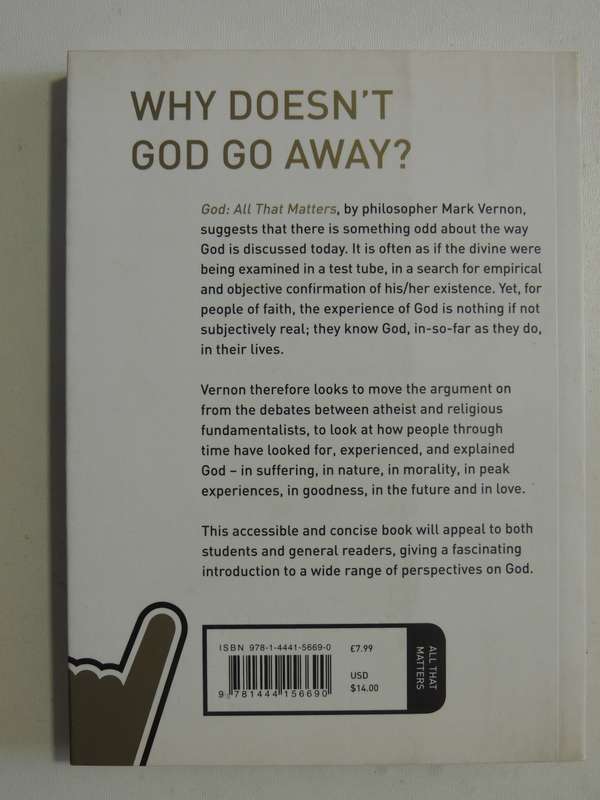 WHY DOESN'T
GOD GO AWAY?
God: All That Matters, by philosopher Mark Vernon,
suggests that there is something odd about the way
God is discussed today. It is often as if the divine were
being examined in a test tube, in a search for empirical
and objective confirmation of his/her existence. Yet, for
people of faith, the experience of God is nothing if not
subjectively real; they know God, in-so-far as they do,
in their lives.
Vernon therefore looks to move the argument on
from the debates between atheist and religious
fundamentalists, to look at how people through
time have looked for, experienced, and explained
God – in suffering, in nature, in morality, in peak
experiences, in goodness, in the future and in love.
This accessible and concise book will appeal to both
students and general readers, giving a fascinating
introduction to a wide range of perspectives on God.
ISBN 978-1-4441-5669-0
9 781444 156690
£7.99
USD
$14.00
ALL THAT
MATTERS